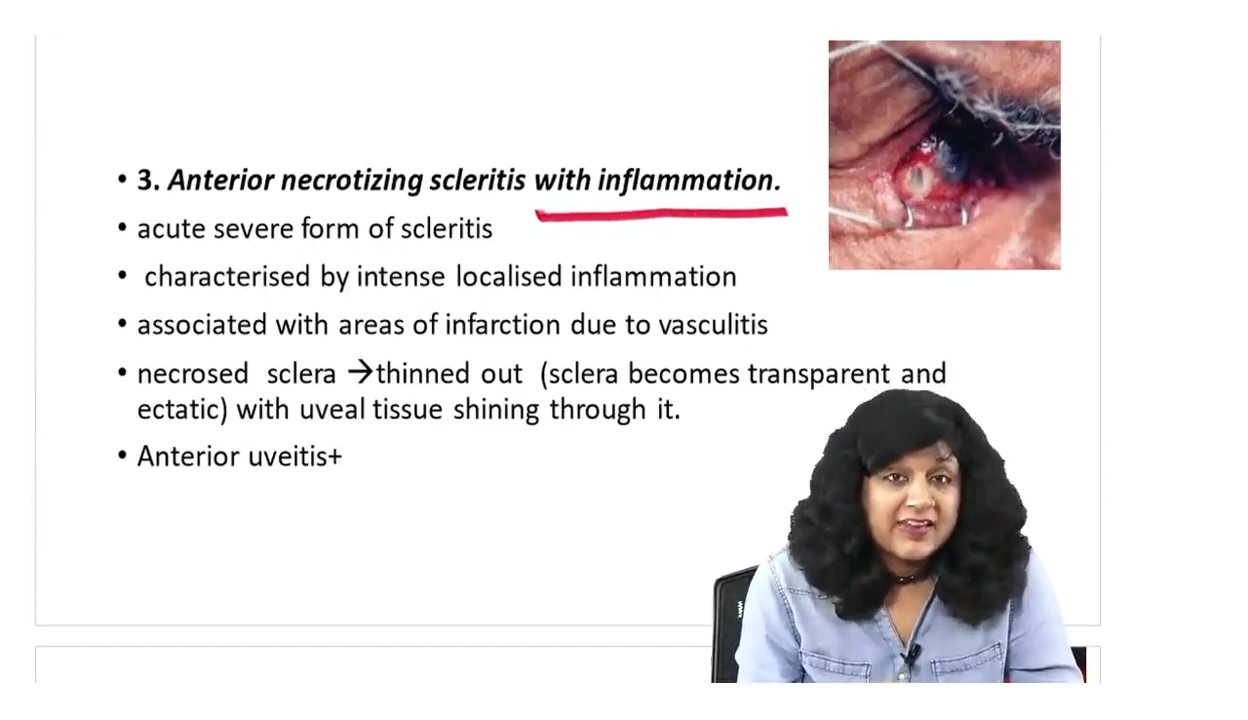 • 3. Anterior necrotizing scleritis with inflammation.
• acute severe form of scleritis
• characterised by intense localised inflammation
• associated with areas of infarction due to vasculitis
• necrosed sclera →thinned out (sclera becomes transparent and
ectatic) with uveal tissue shining through it.
• Anterior uveitis+